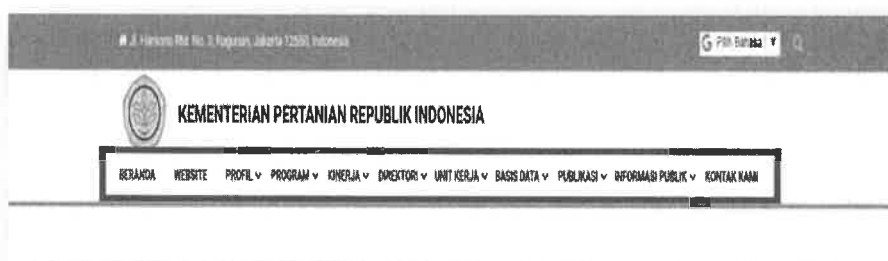 Jl. Harsono RM. No. 3, Ragunan, Jakarta 12550, Indonesia
G Pilih Bahasa ▼
KEMENTERIAN PERTANIAN REPUBLIK INDONESIA
BERANDA WEBSITE PROFIL PROGRAM KINERJA DIREKTORI UNIT KERJA BASIS DATA PUBLIKASI INFORMASI PUBLIK KONTAK KAMI